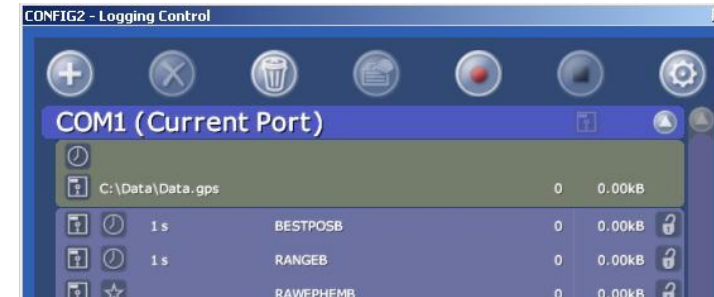 CONFIG2 - Logging Control
COM1 (Current Port)
C:\Data\Data.gps 0 0.00kB
1 s BESTPOSB 0 0.00kB
1 s RANGEB 0 0.00kB
RAWEPHEMB 0 0.00kB